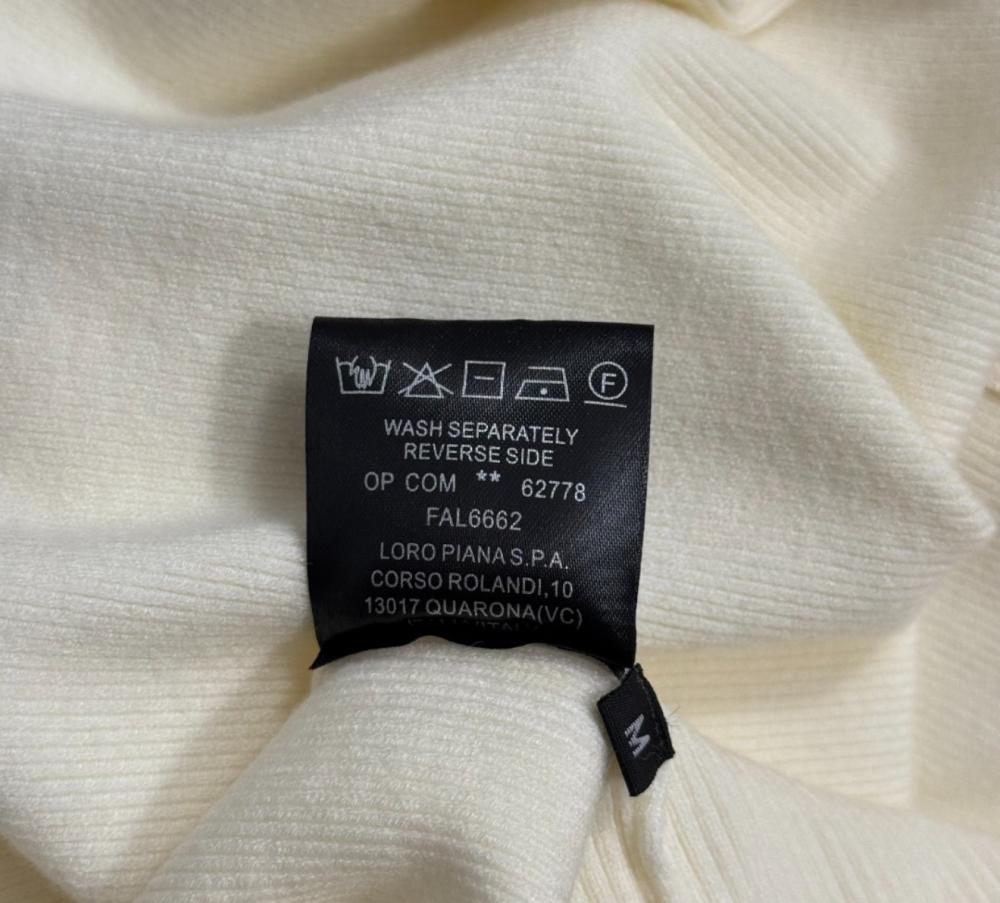 F
WASH SEPARATELY
REVERSE SIDE
OP COM ** 62778
FAL6662
LORO PIANA S.P.A.
CORSO ROLANDI,10
13017 QUARONA(VC)
M